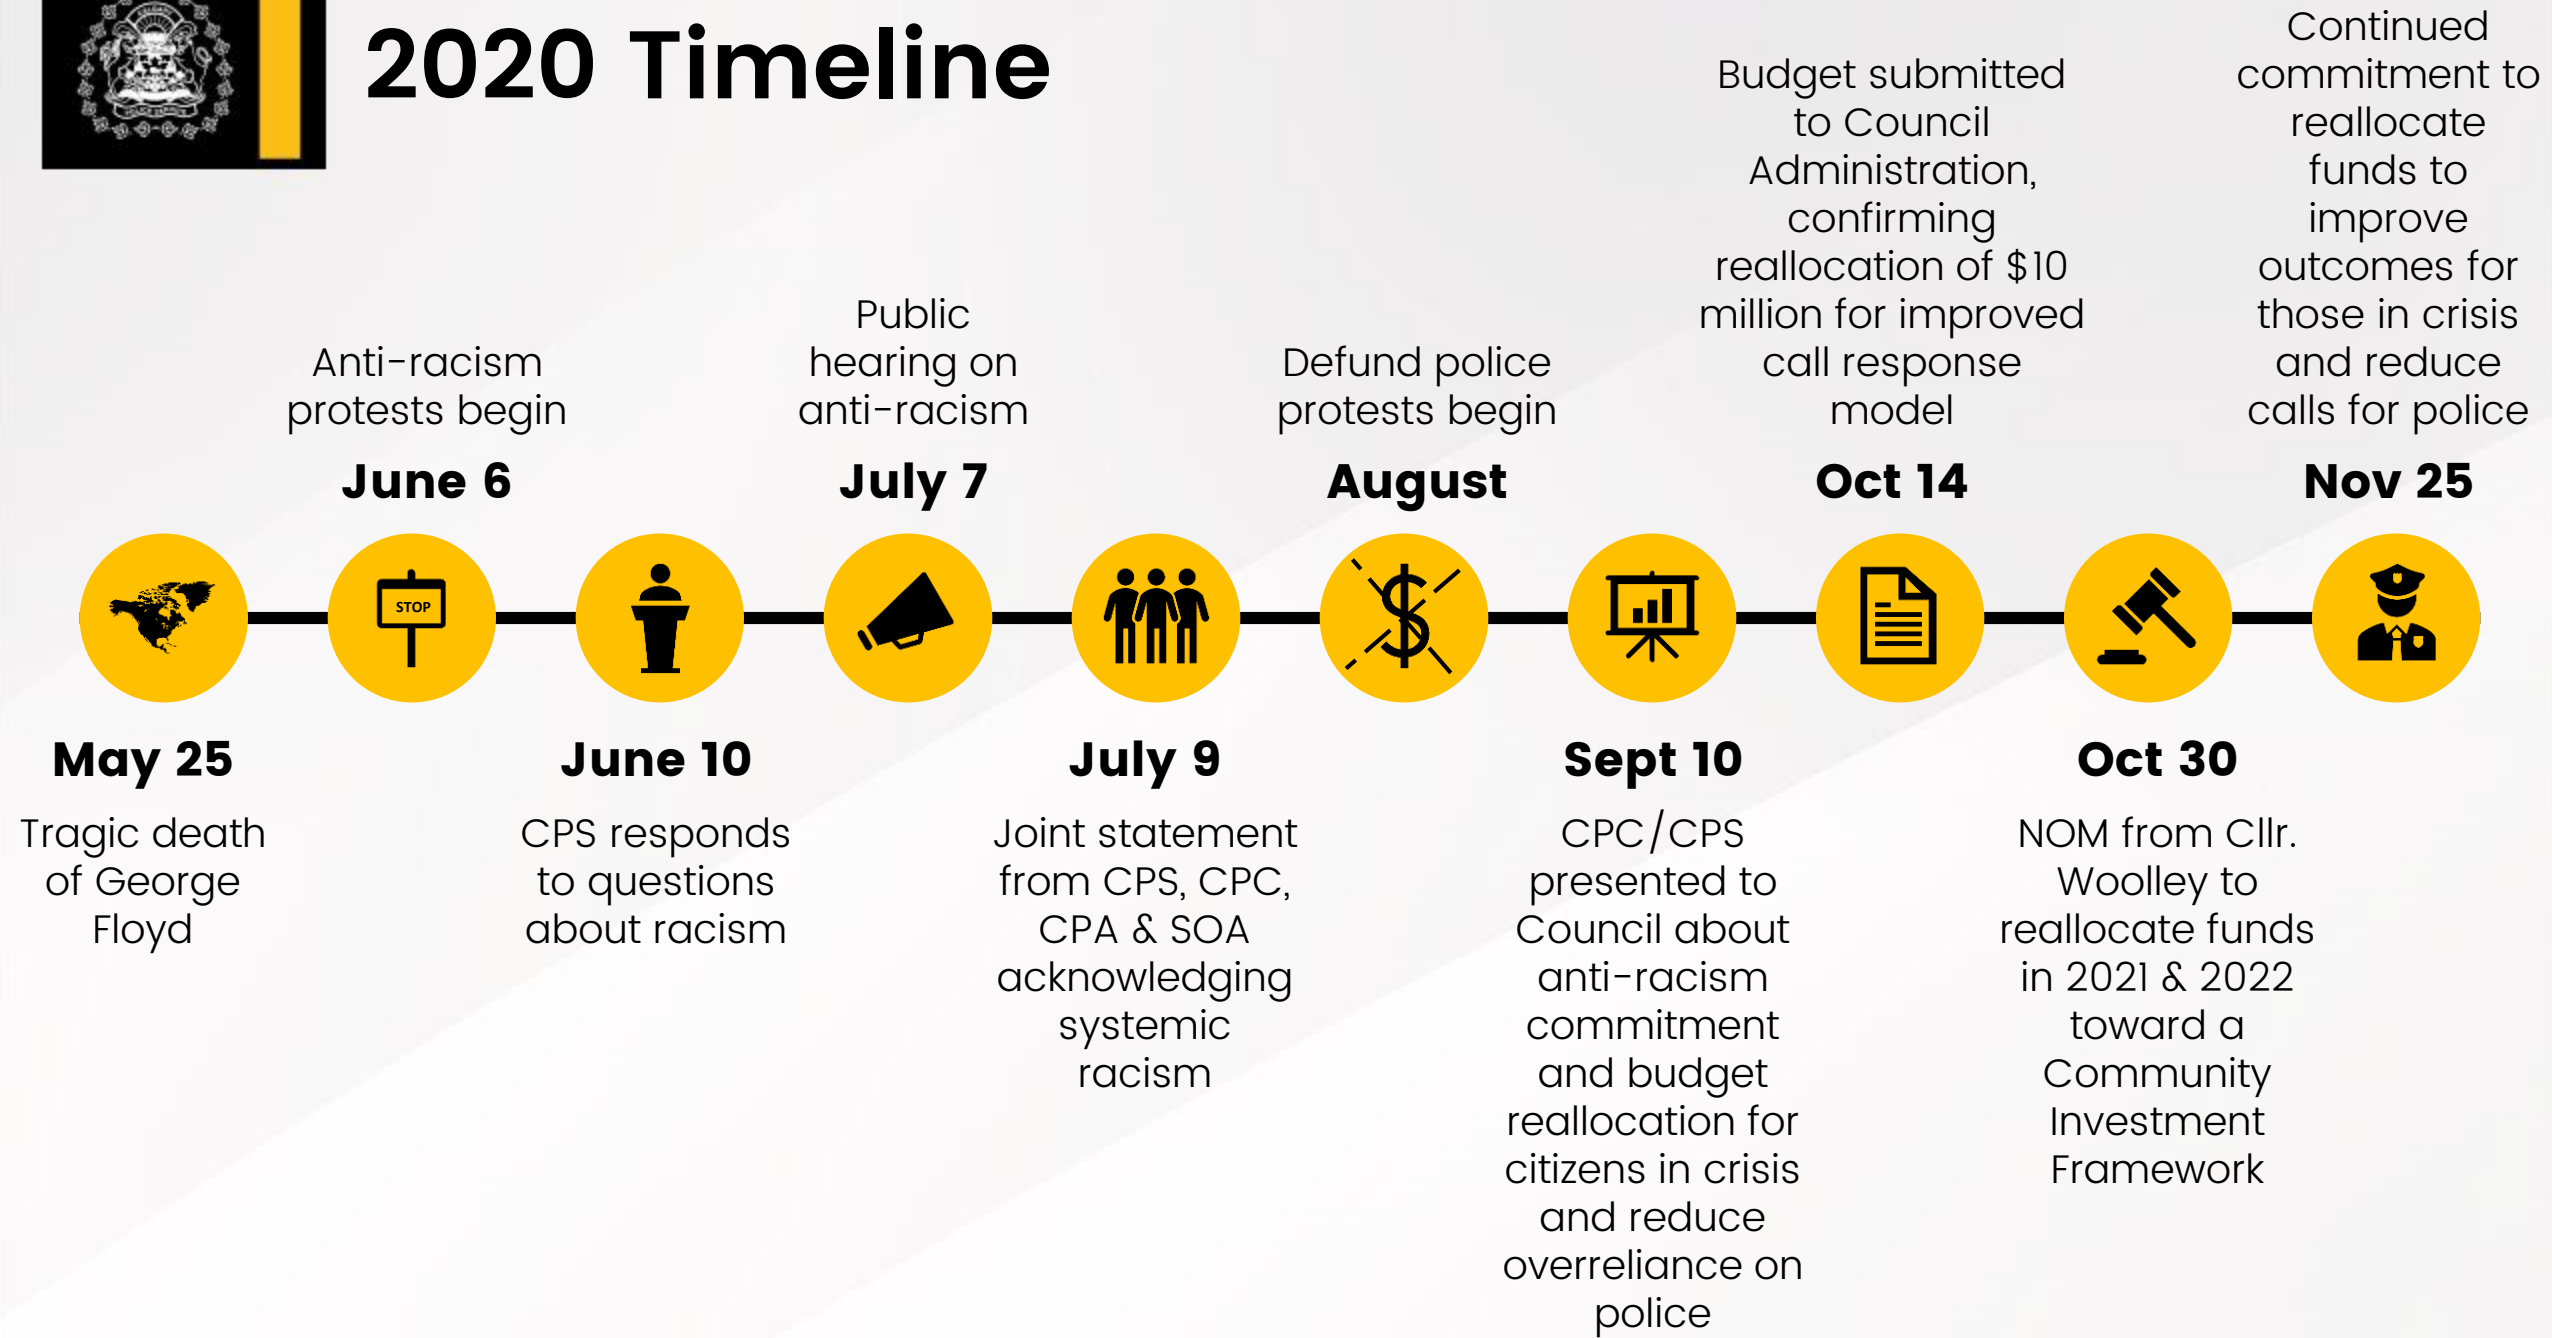 2020 Timeline
May 25
Tragic death
of George
Floyd
Anti-racism
protests begin
June 6
STOP
June 10
CPS responds
to questions
about racism
Public
hearing on
anti-racism
July 7
July 9
Joint statement
from CPS, CPC,
CPA & SOA
acknowledging
systemic
racism
Defund police
protests begin
August
Sept 10
CPC/CPS
presented to
Council about
anti-racism
commitment
and budget
reallocation for
citizens in crisis
and reduce
overreliance on
police
Budget submitted
to Council
Administration,
confirming
reallocation of $10
million for improved
call response
model
Oct 14
Oct 30
NOM from Cllr.
Woolley to
reallocate funds
in 2021 & 2022
toward a
Community
Investment
Framework
Continued
commitment to
reallocate
funds to
improve
outcomes for
those in crisis
and reduce
calls for police
Nov 25